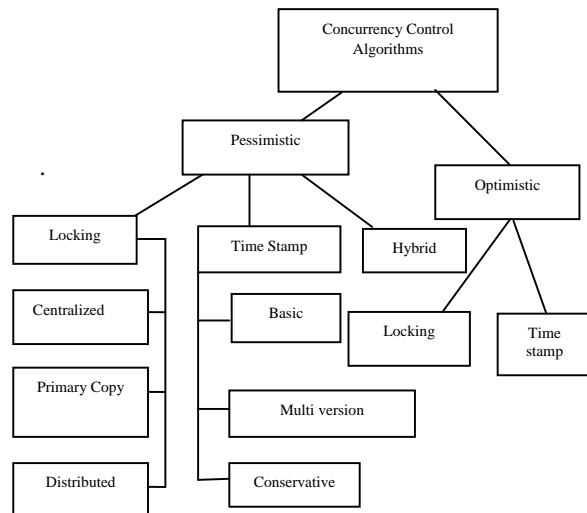 Concurrency Control
Algorithms
Pessimistic
Optimistic
Locking
Time Stamp
Hybrid
Centralized
Basic
Locking
Time
stamp
Primary Copy
Multi version
Distributed
Conservative